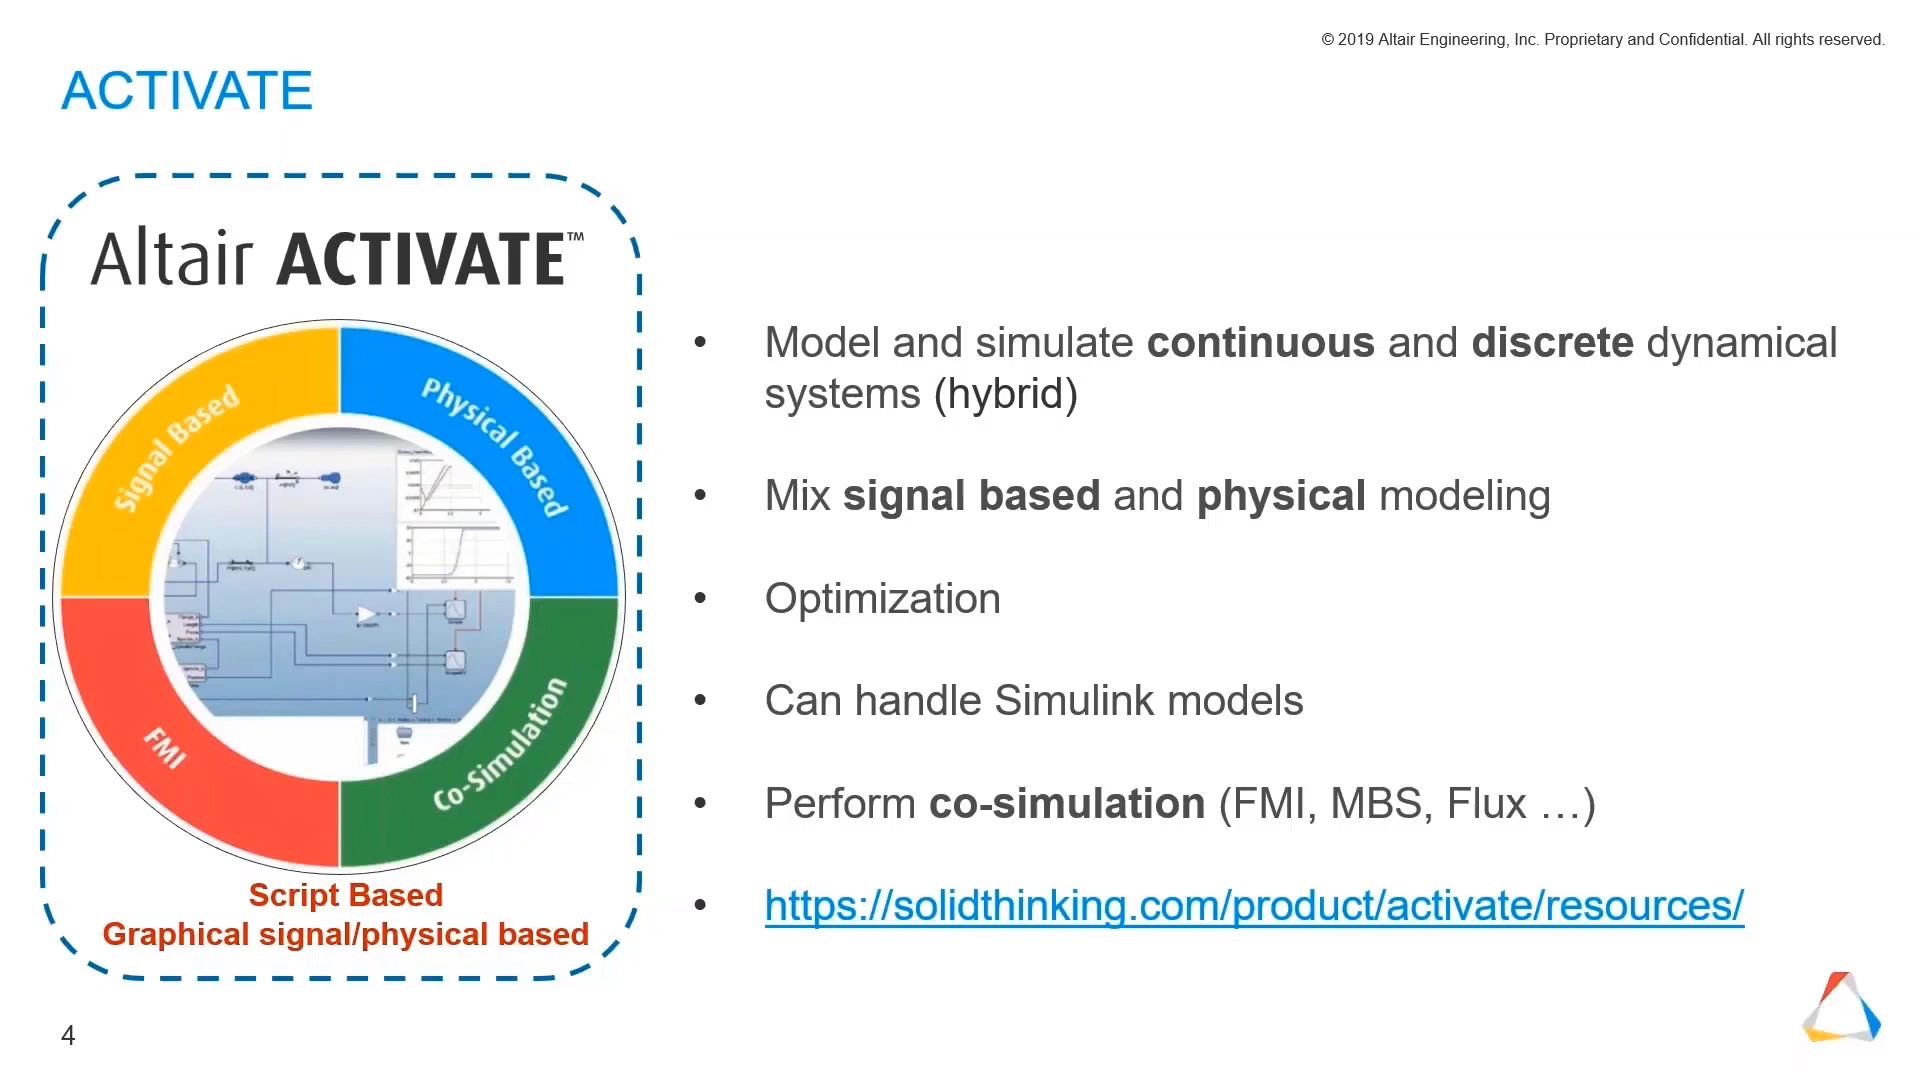 © 2019 Altair Engineering, Inc. Proprietary and Confidential. All rights reserved.
ACTIVATE
Altair ACTIVATE™
Signal Based
Physical Based
FMI
Co-Simulation
Script Based
Graphical signal/physical based
• Model and simulate continuous and discrete dynamical
systems (hybrid)
• Mix signal based and physical modeling
• Optimization
• Can handle Simulink models
• Perform co-simulation (FMI, MBS, Flux …)
• https://solidthinking.com/product/activate/resources/
4